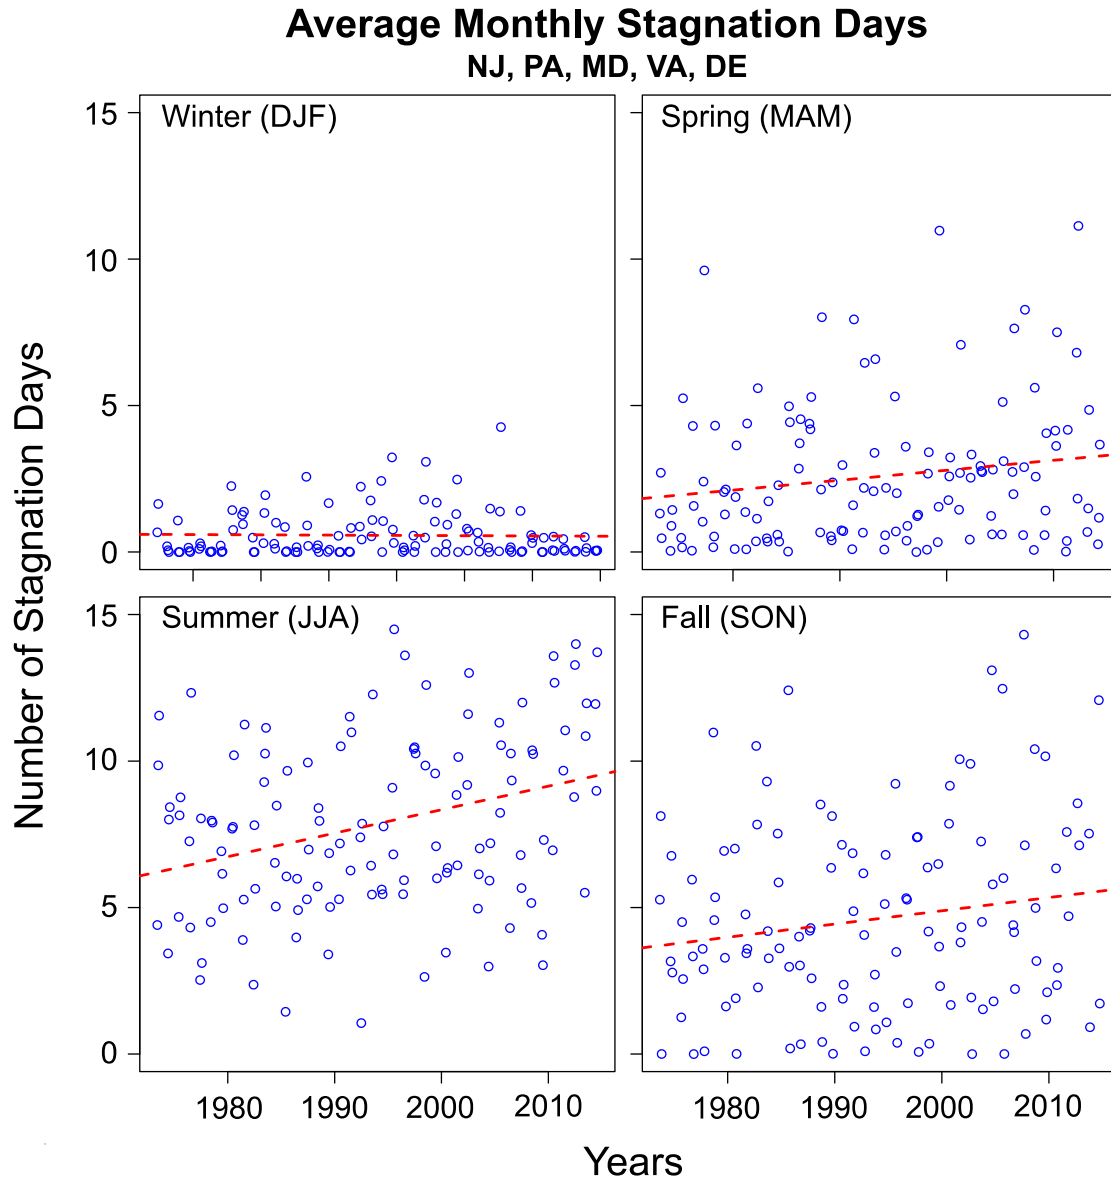 Average Monthly Stagnation Days
NJ, PA, MD, VA, DE
Winter (DJF)
Spring (MAM)
15
10
5
0
Summer (JJA)
Fall (SON)
15
10
5
0
1980 1990 2000 2010
1980 1990 2000 2010
Number of Stagnation Days
Years